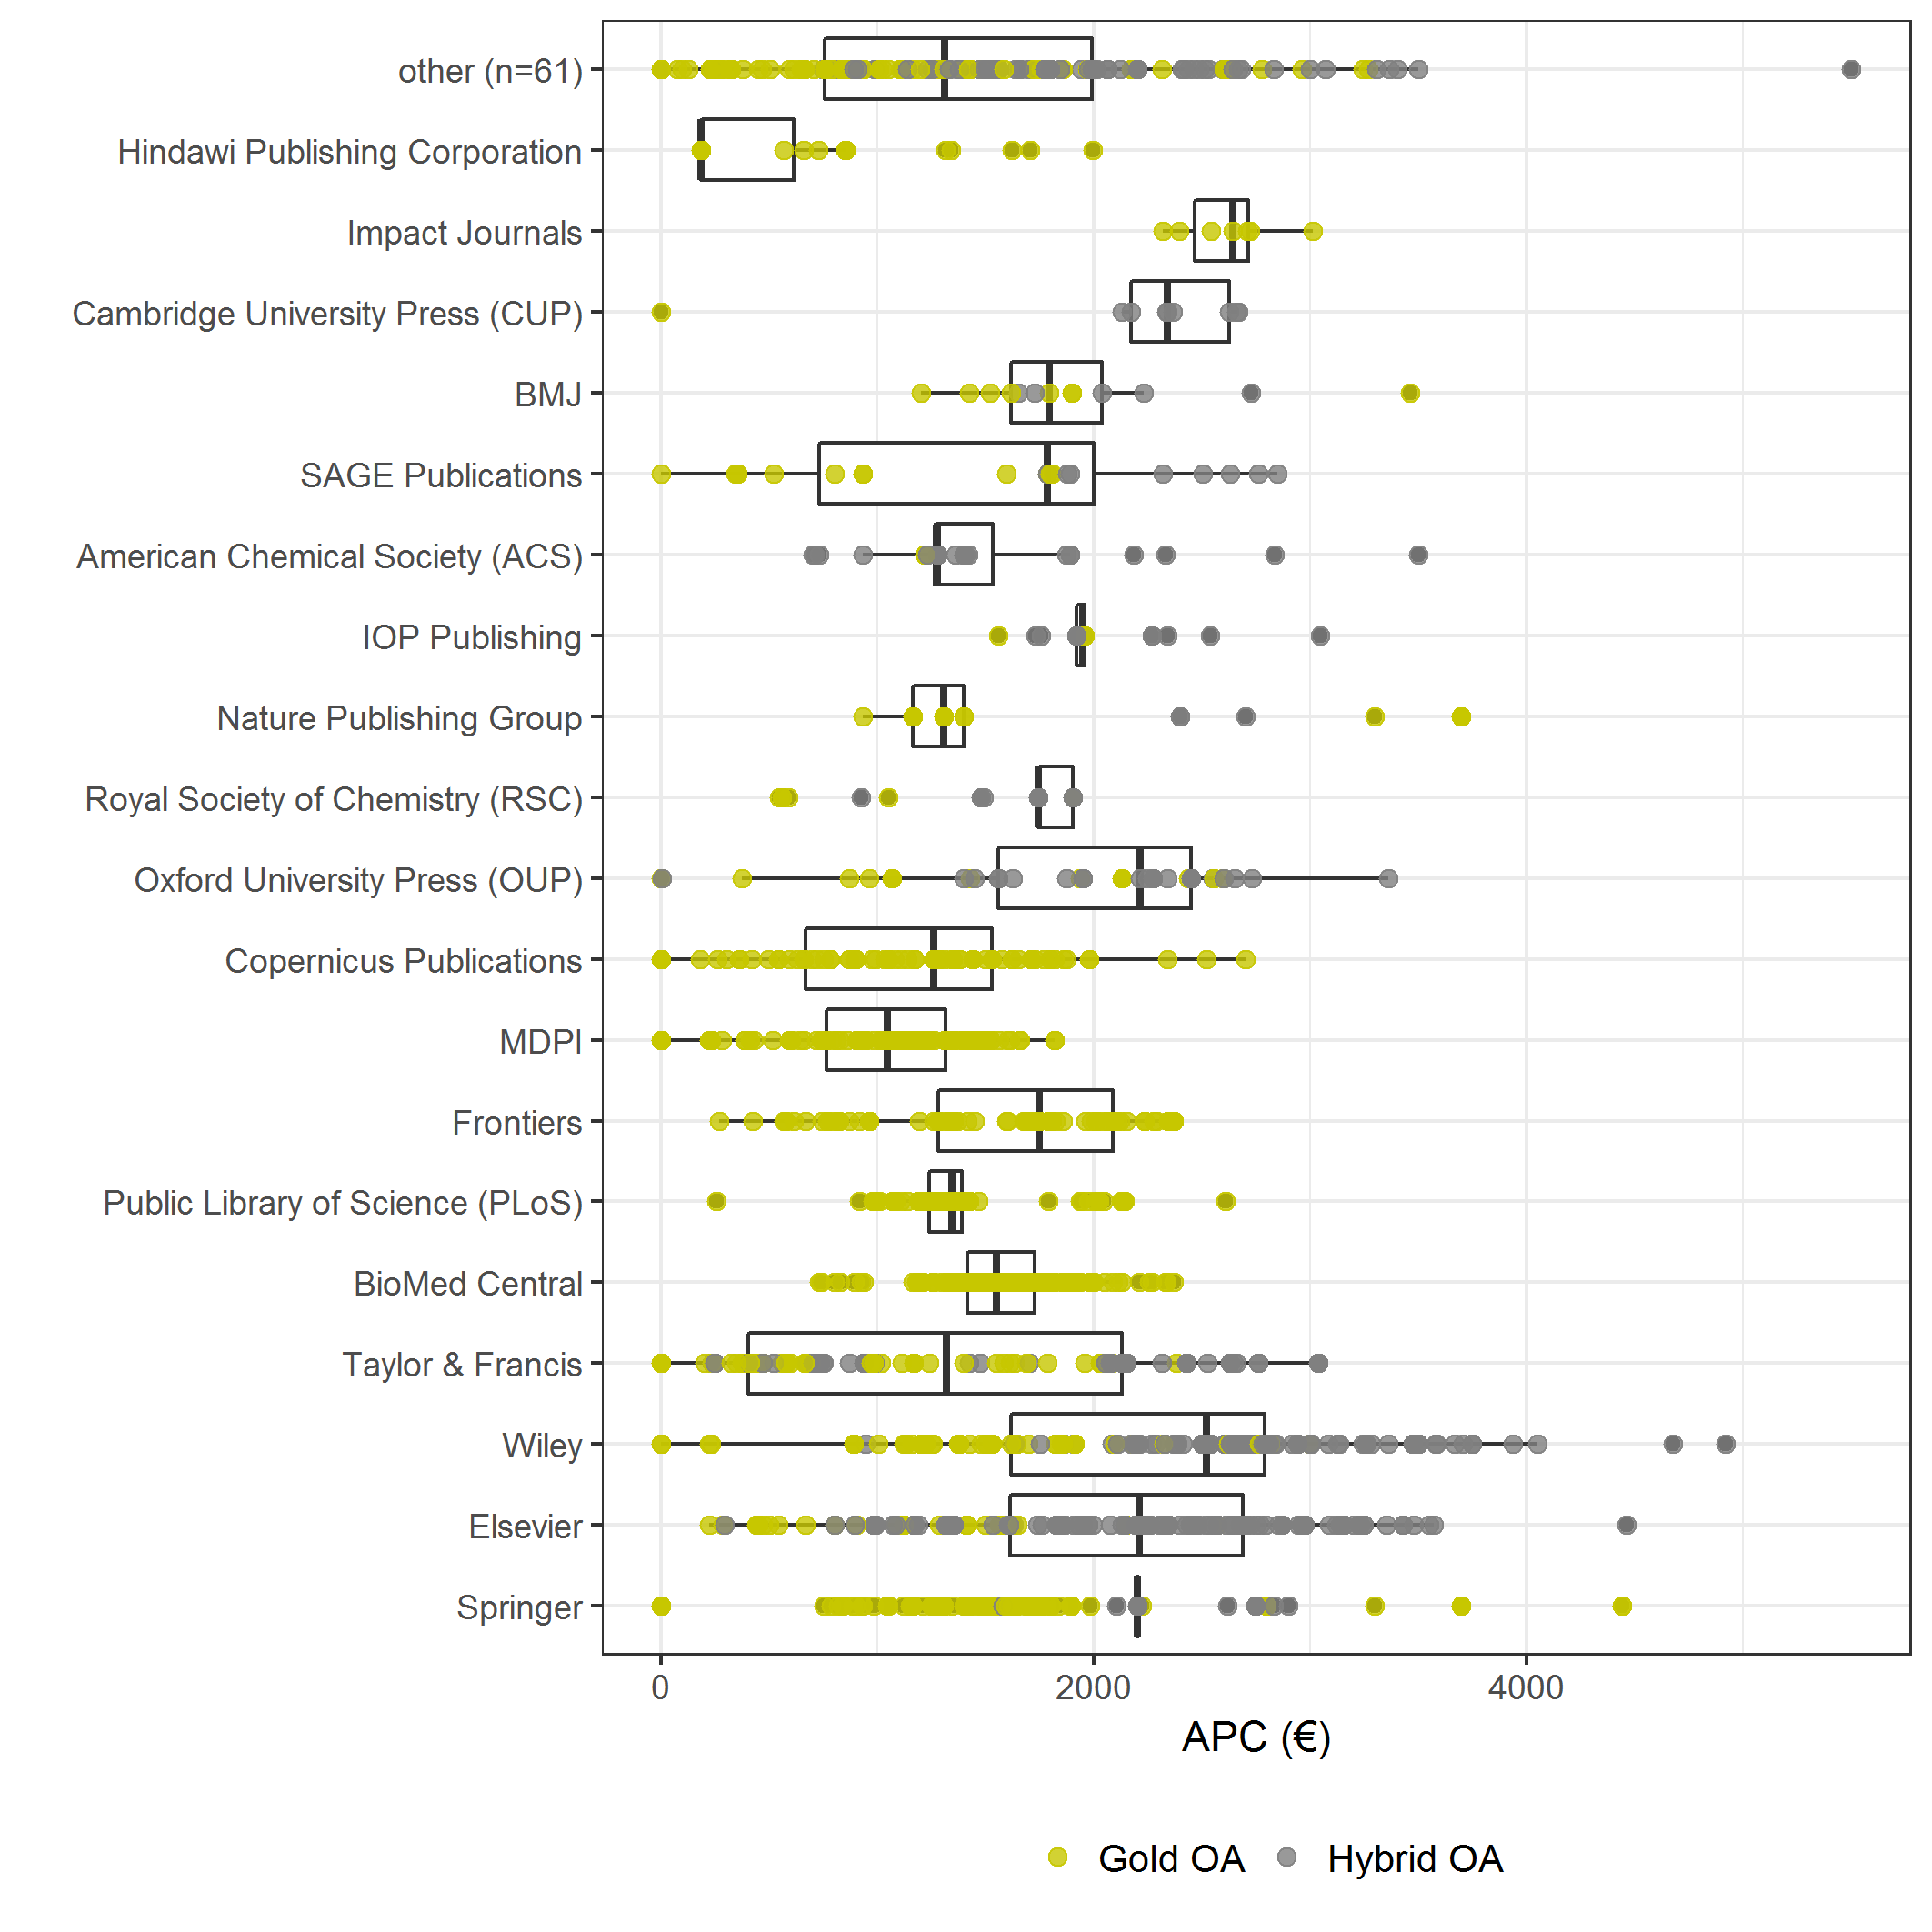 other (n=61)
Hindawi Publishing Corporation
Impact Journals
Cambridge University Press (CUP)
BMJ
SAGE Publications
American Chemical Society (ACS)
IOP Publishing
Nature Publishing Group
Royal Society of Chemistry (RSC)
Oxford University Press (OUP)
Copernicus Publications
MDPI
Frontiers
Public Library of Science (PLoS)
BioMed Central
Taylor & Francis
Wiley
Elsevier
Springer
0 2000 4000
APC (€)
Gold OA Hybrid OA